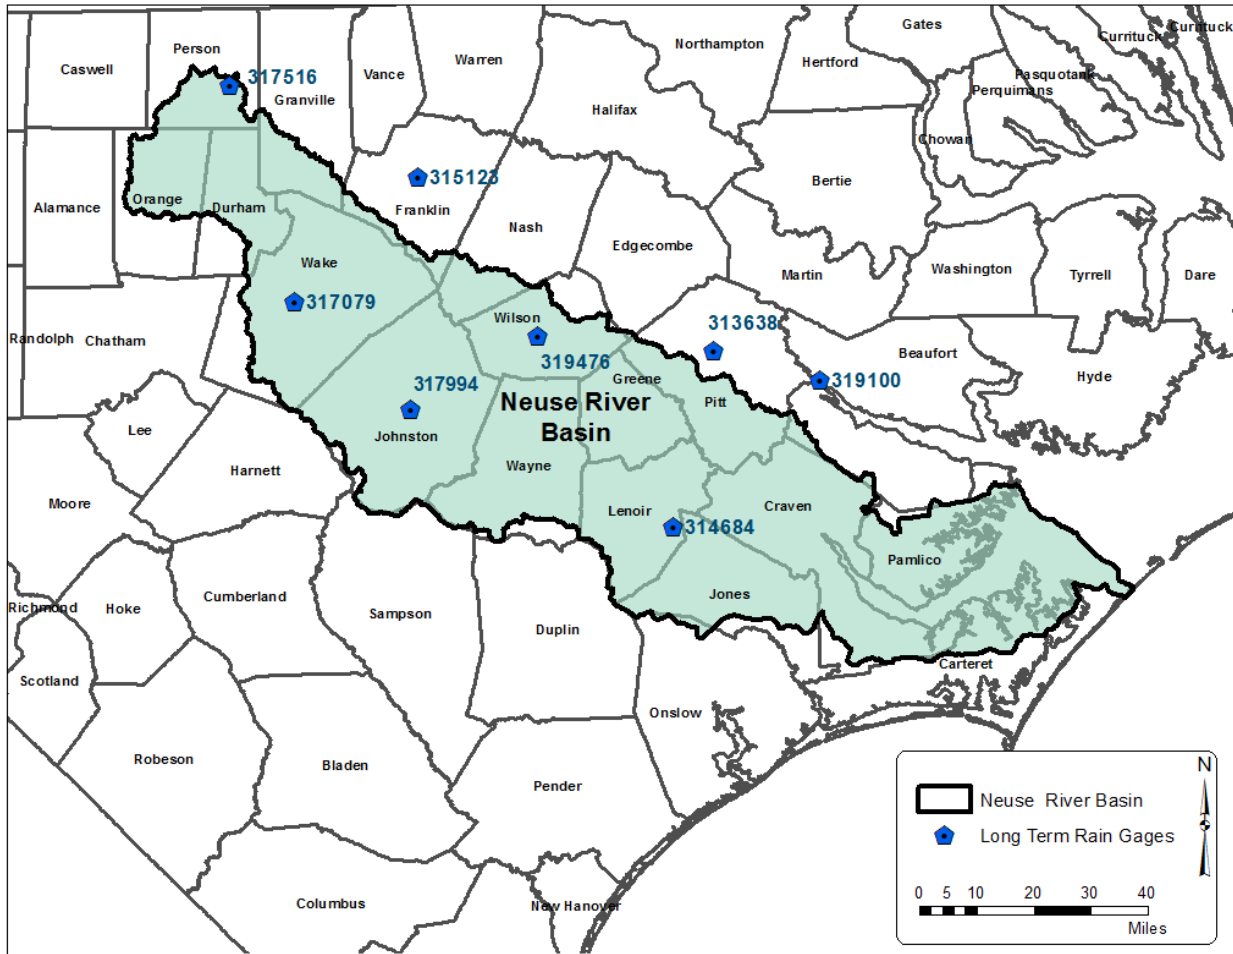 Gates
Currituck
Currituck
Person
Northampton
Warren
Hertford
Caswell
Vance
Pasquotank
317516
Perquimans
Granville
Halifax
Chowan
315123
Bertie
Orange
Durham
Alamance
Franklin
Nash
Edgecombe
Wake
Martin
Washington
Tyrrell
Dare
317079
Wilson
313638
Randolph
Chatham
Beaufort
319476
Hyde
317994
Greene
319100
Neuse River
Basin
Pitt
Lee
Johnston
Harnett
Wayne
Moore
Lenoir
Craven
314684
Pamlico
Richmond
Hoke
Cumberland
Sampson
Jones
Duplin
Scotland
Carteret
Onslow
Robeson
Bladen
Pender
Columbus
New Hanover
N
Neuse River Basin
Long Term Rain Gages
0 5 10 20 30 40
Miles